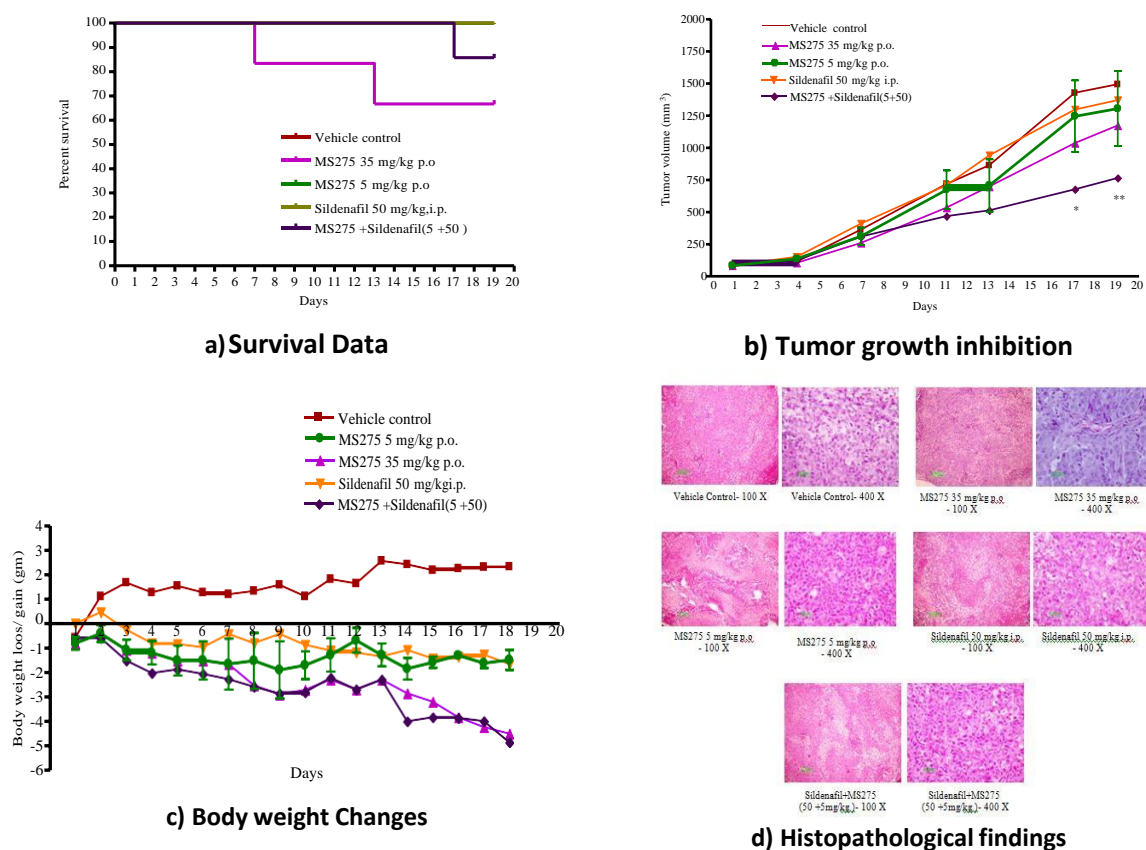 100
90
80
70
60
50
40
30
20
10
0
Percent survival
Vehicle control
MS275 35 mg/kg p.o
MS275 5 mg/kg p.o
Sildenafil 50 mg/kg,i.p.
MS275 +Sildenafil(5 +50 )
0 1 2 3 4 5 6 7 8 9 10 11 12 13 14 15 16 17 18 19 20
Days
a) Survival Data
2000
1750
1500
1250
1000
750
500
250
0
Tumor volume (mm³)
Vehicle control
MS275 35 mg/kg p.o.
MS275 5 mg/kg p.o.
Sildenafil 50 mg/kg i.p.
MS275 +Sildenafil(5+50)
*
**
0 1 2 3 4 5 6 7 8 9 10 11 12 13 14 15 16 17 18 19 20
Days
b) Tumor growth inhibition
Vehicle control
MS275 5 mg/kg p.o.
MS275 35 mg/kg p.o.
Sildenafil 50 mg/kgi.p.
MS275 +Sildenafil(5 +50)
4
3
2
1
0
-1
-2
-3
-4
-5
-6
Body weight loos/ gain (gm)
3 4 5 6 7 8 9 10 11 12 13 14 15 16 17 18 19 20
Days
c) Body weight Changes
Vehicle Control- 100 X
Vehicle Control- 400 X
MS275 35 mg/kg p.o
- 100 X
MS275 35 mg/kg p.o
- 400 X
MS275 5 mg/kg p.o
- 100 X
MS275 5 mg/kg p.o
- 400 X
Sildenafil 50 mg/kg i.p.
- 100 X
Sildenafil 50 mg/kg i.p.
- 400 X
Sildenafil+MS275
(50 +5mg/kg)- 100 X
Sildenafil+MS275
(50 +5mg/kg)- 400 X
d) Histopathological findings